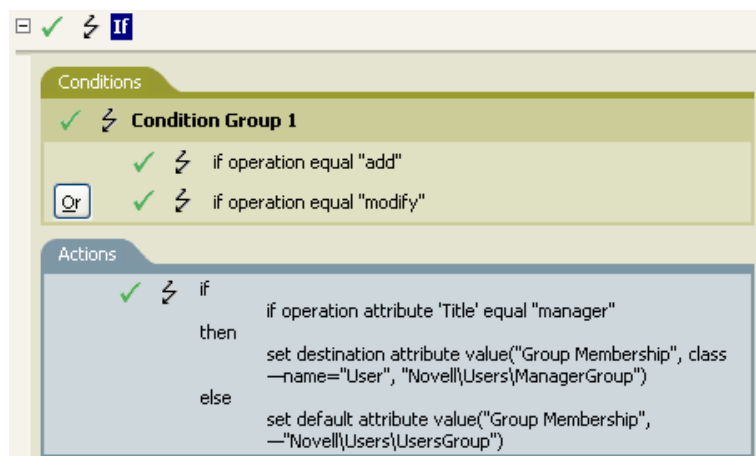 If
Conditions
Condition Group 1
if operation equal "add"
Or if operation equal "modify"
Actions
if
if operation attribute 'Title' equal "manager"
then
set destination attribute value("Group Membership", class
—name="User", "Novell\Users\ManagerGroup")
else
set default attribute value("Group Membership",
—"Novell\Users\UsersGroup")